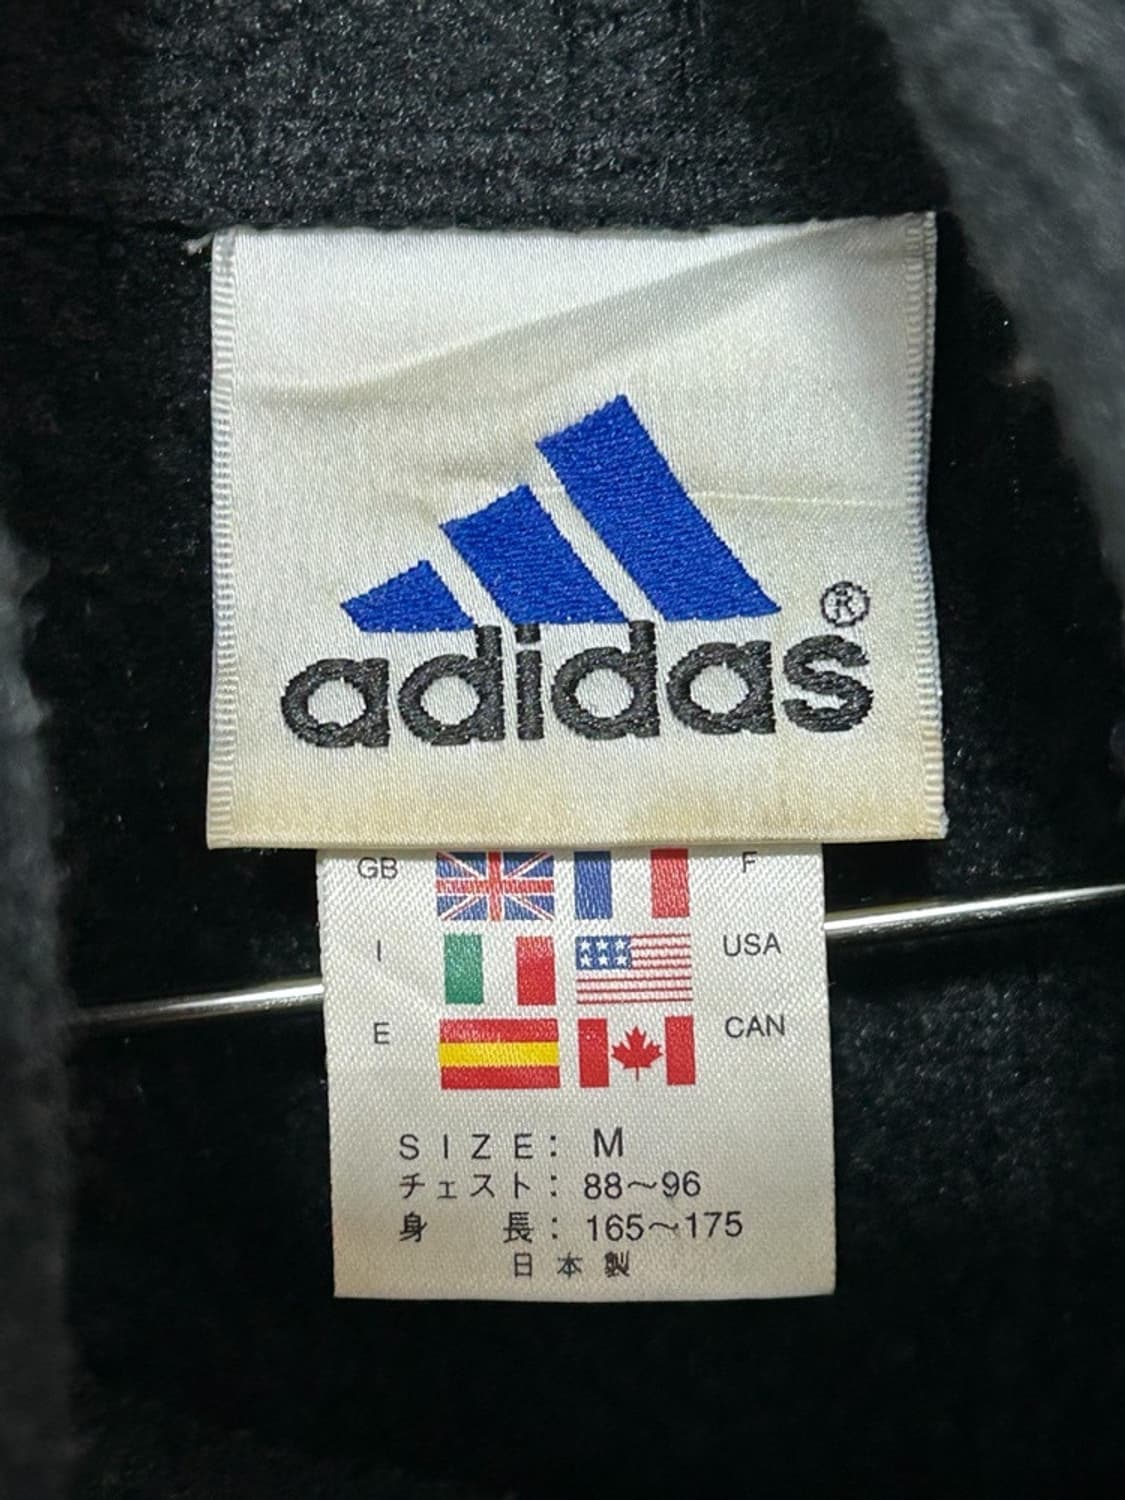 adidas®
GB F
I USA
E CAN
SIZE: M
チェスト: 88〜96
身長: 165〜175
日本製